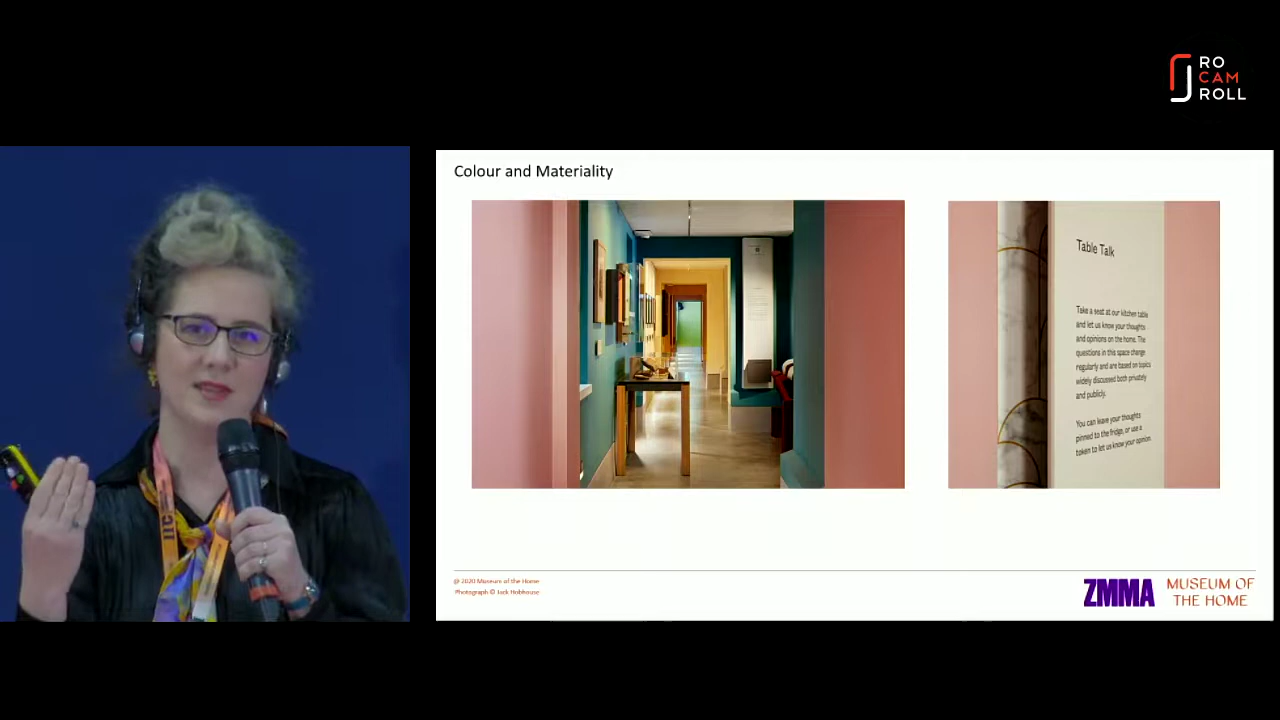 RO
CAM
ROLL
Colour and Materiality
Table Talk
Take a seat at our kitchen table
and let us know your thoughts
and opinions on the home. The
questions in this space change
regularly and are based on topics
widely discussed both privately
and publicly.
You can leave your thoughts
pinned to the fridge, or use a
token to let us know your opinion
@ 2020 Museum of the Home
Photograph © Jack Hobhouse
ZMMA
MUSEUM OF
THE HOME